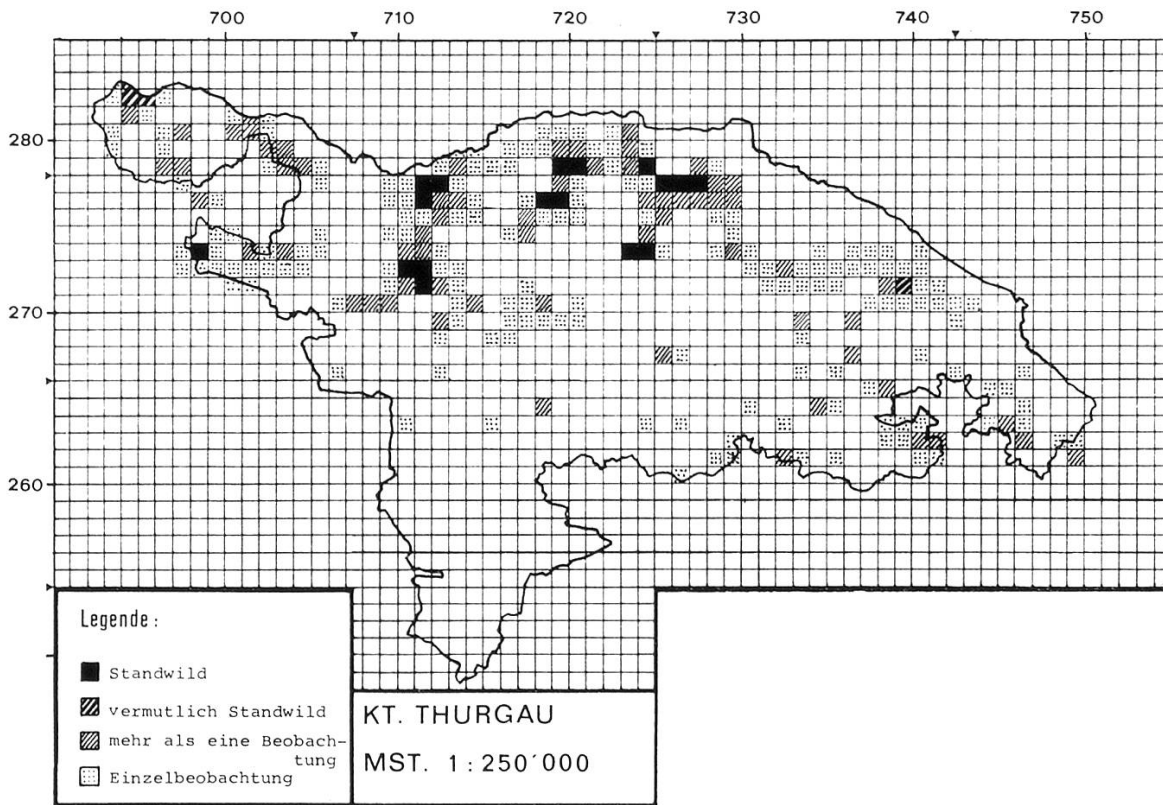 700 710 720 730 740 750
280
270
260
Legende :
Standwild
vermutlich Standwild
mehr als eine Beobach-
tung
Einzelbeobachtung
KT. THURGAU
MST. 1 : 250´000